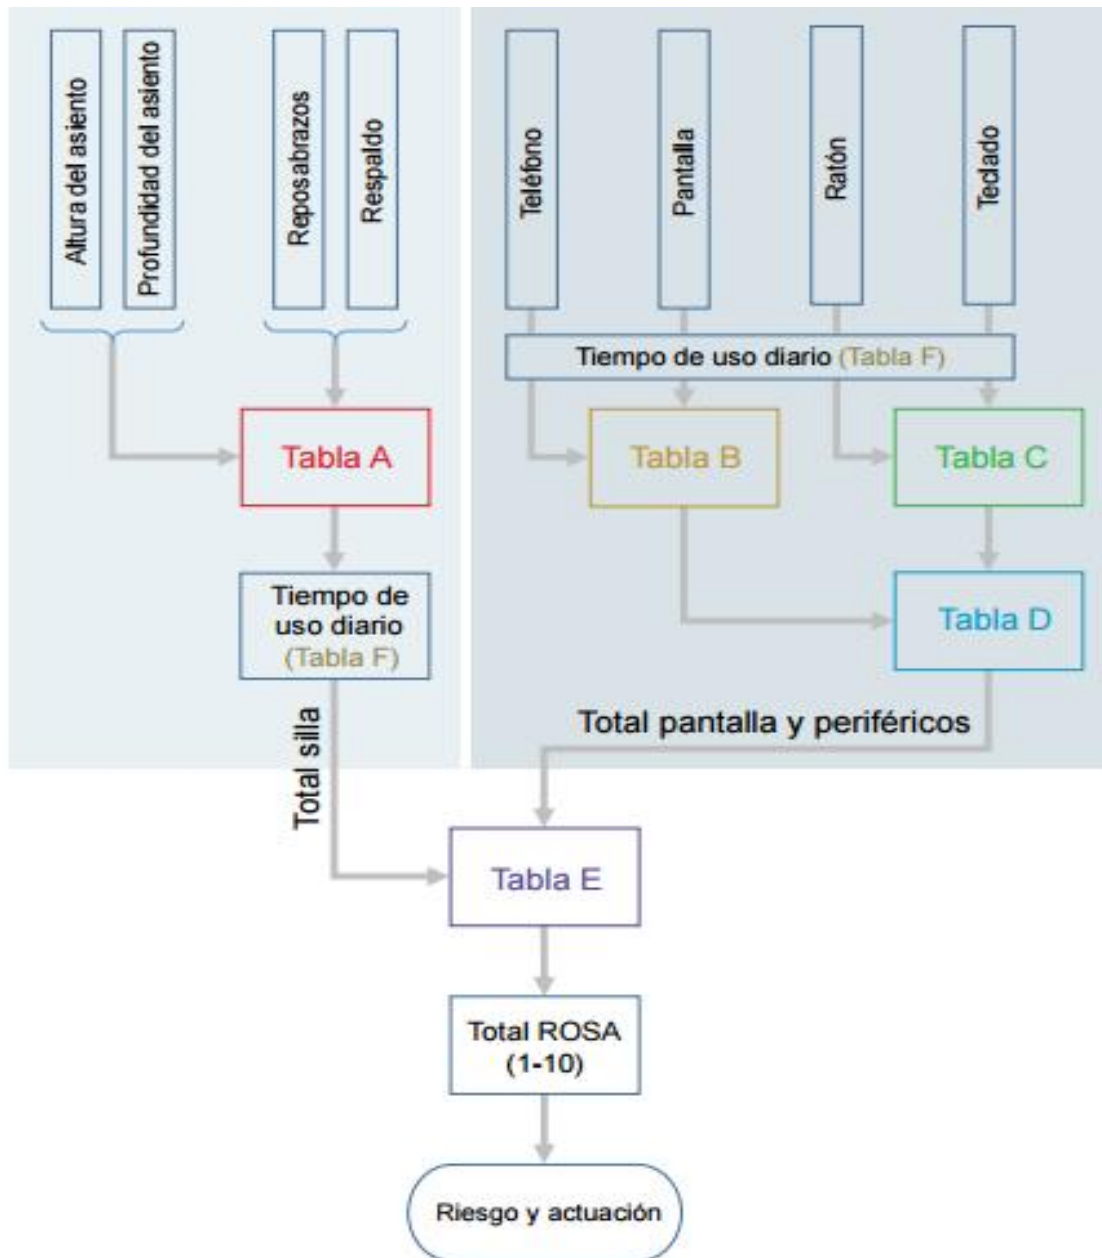 Altura del asiento
Profundidad del asiento
Reposabrazos
Respaldo
Teléfono
Pantalla
Ratón
Teclado
Tiempo de uso diario (Tabla F)
Tabla A
Tabla B
Tabla C
Tiempo de
uso diario
(Tabla F)
Tabla D
Total silla
Total pantalla y periféricos
Tabla E
Total ROSA
(1-10)
Riesgo y actuación